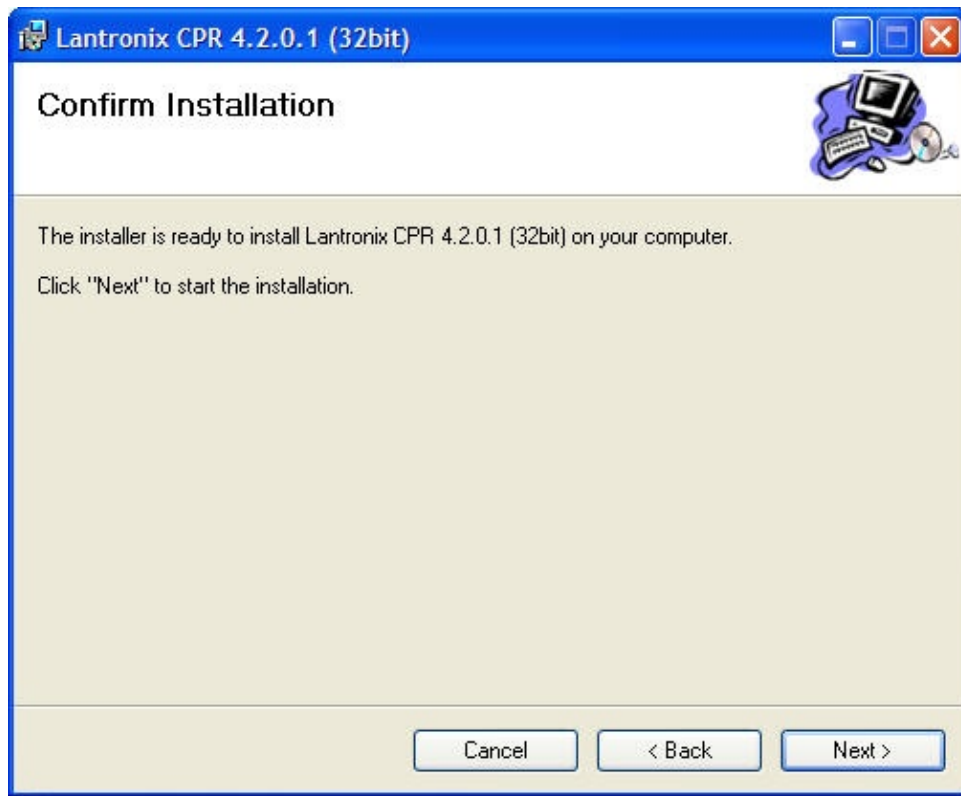 Lantronix CPR 4.2.0.1 (32bit)
Confirm Installation
The installer is ready to install Lantronix CPR 4.2.0.1 (32bit) on your computer.
Click "Next" to start the installation.
Cancel
< Back
Next >